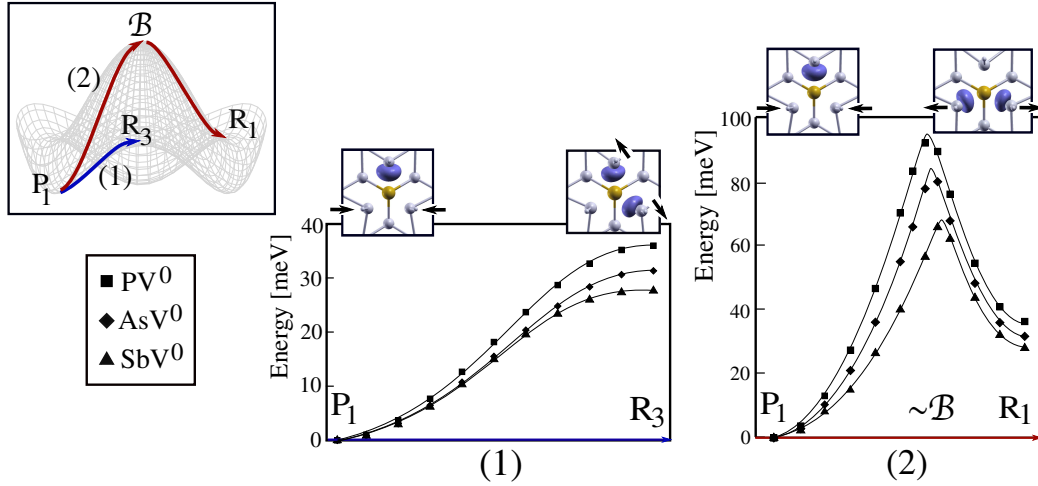 ℬ
(2)
R3
R1
P1
(1)
PV0
AsV0
SbV0
Energy [meV]
40
30
20
10
0
P1
R3
(1)
Energy [meV]
100
80
60
40
20
0
P1
~ℬ
R1
(2)